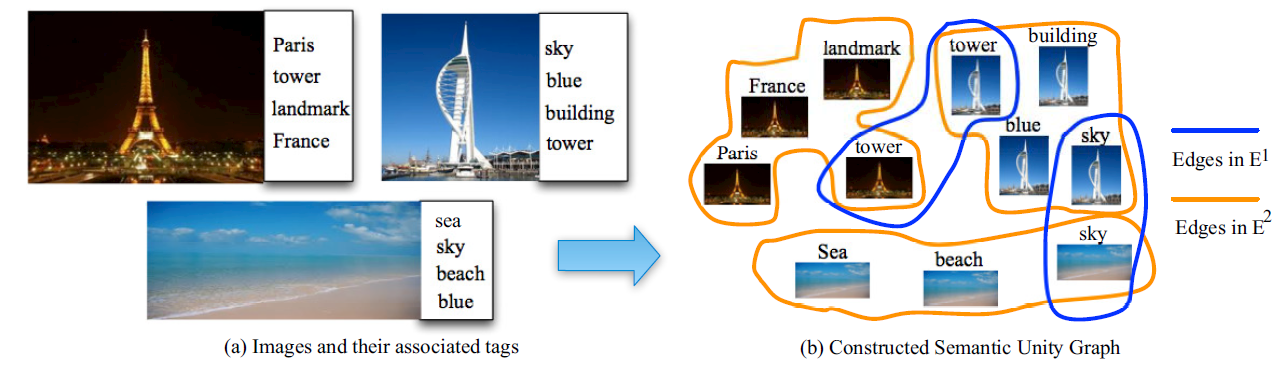 Paris
tower
landmark
France
sky
blue
building
tower
sea
sky
beach
blue
(a) Images and their associated tags
landmark
tower
building
France
blue
sky
Paris
tower
Sea
beach
sky
Edges in E1
Edges in E2
(b) Constructed Semantic Unity Graph